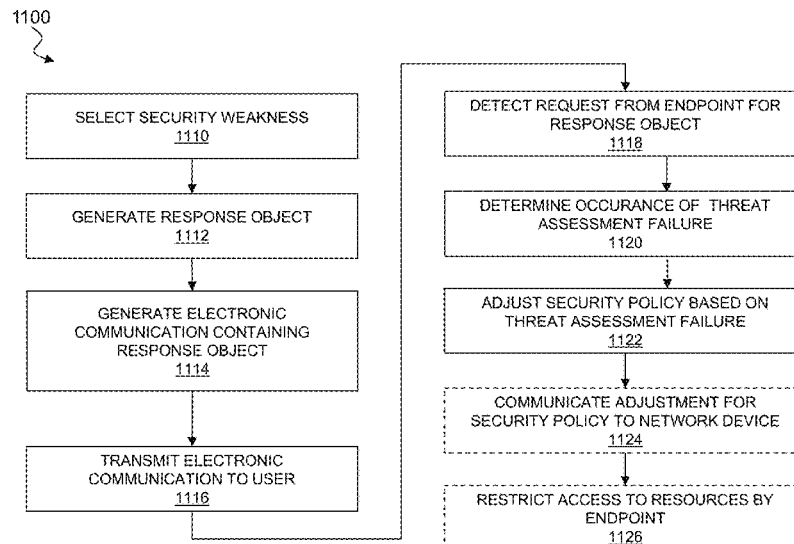 1100
SELECT SECURITY WEAKNESS
1110
GENERATE RESPONSE OBJECT
1112
GENERATE ELECTRONIC
COMMUNICATION CONTAINING
RESPONSE OBJECT
1114
TRANSMIT ELECTRONIC
COMMUNICATION TO USER
1116
DETECT REQUEST FROM ENDPOINT FOR
RESPONSE OBJECT
1118
DETERMINE OCCURANCE OF THREAT
ASSESSMENT FAILURE
1120
ADJUST SECURITY POLICY BASED ON
THREAT ASSESSMENT FAILURE
1122
COMMUNICATE ADJUSTMENT FOR
SECURITY POLICY TO NETWORK DEVICE
1124
RESTRICT ACCESS TO RESOURCES BY
ENDPOINT
1126